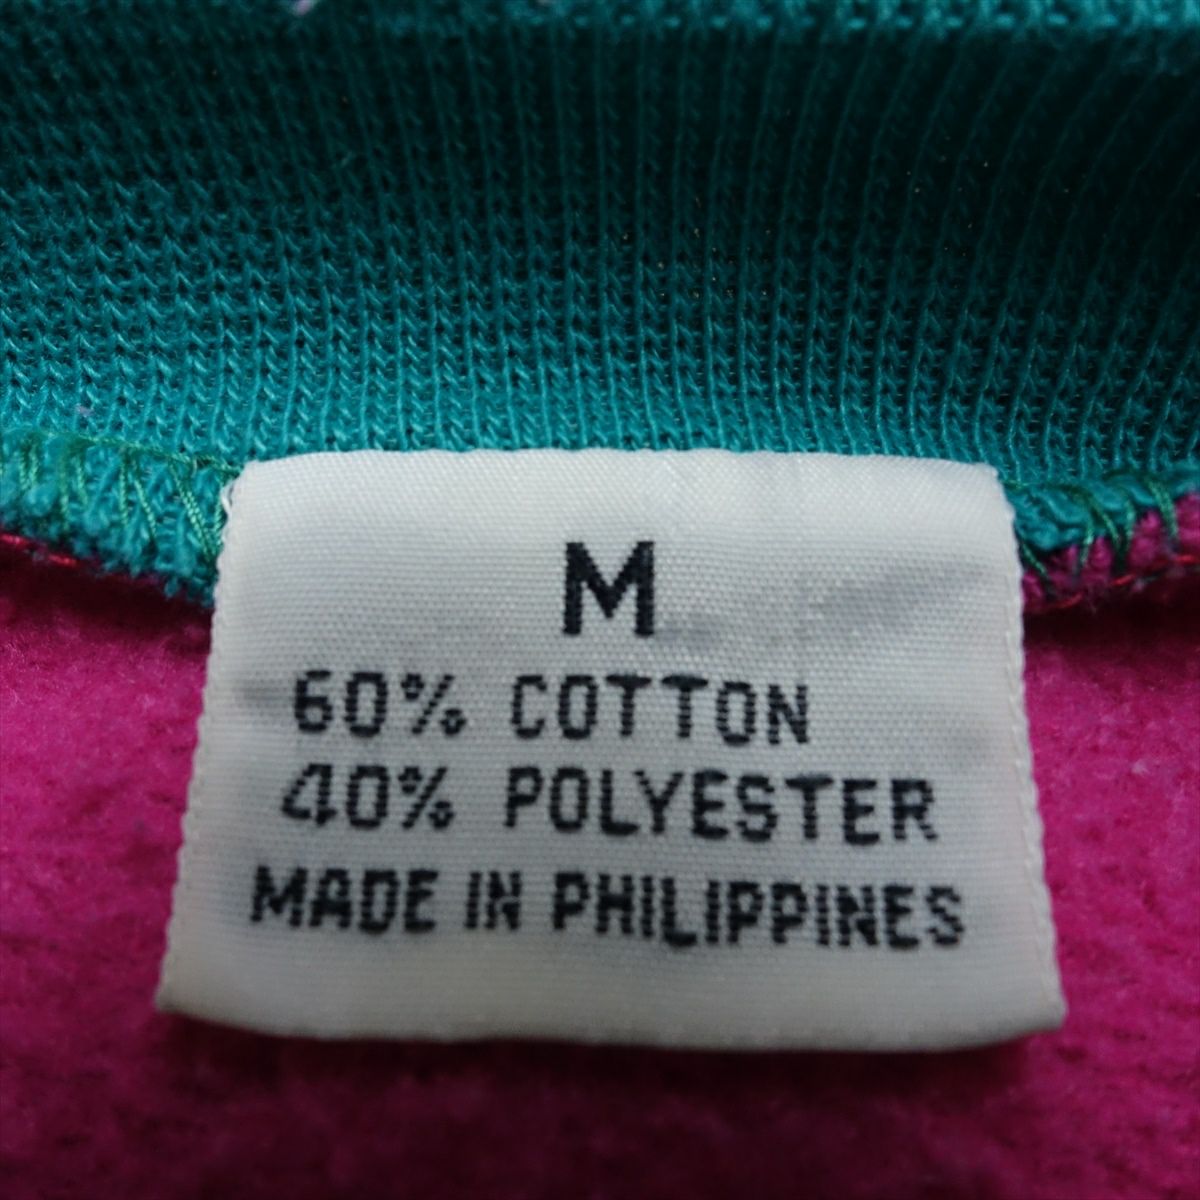 M
60% COTTON
40% POLYESTER
MADE IN PHILIPPINES